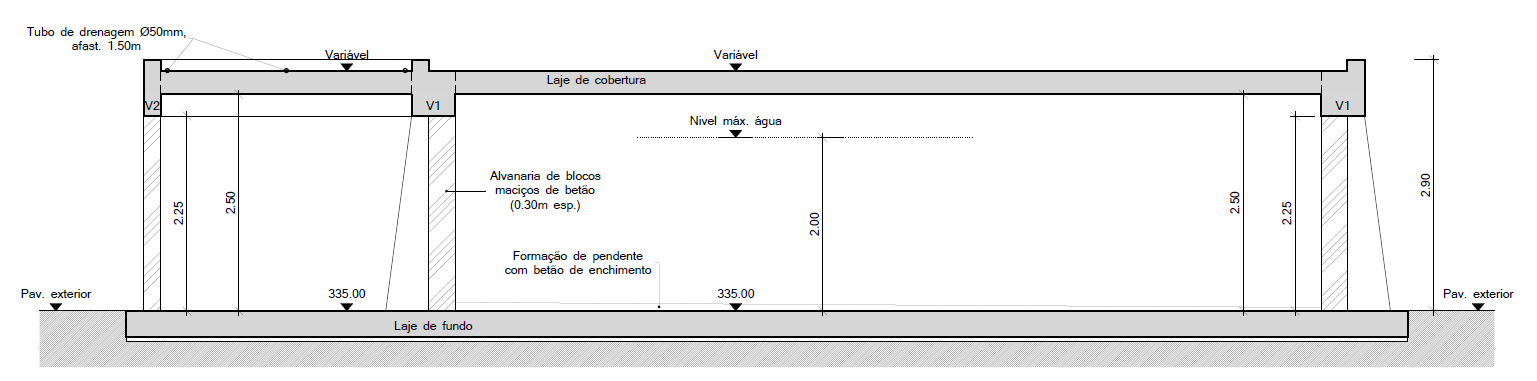 Tubo de drenagem Ø50mm,
afast. 1.50m
Variável
Variável
Laje de cobertura
V2
V1
V1
Nivel máx. água
Alvanaria de blocos
maciços de betão
(0.30m esp.)
2.25
2.50
2.00
2.50
2.25
2.90
Formação de pendente
com betão de enchimento
Pav. exterior
335.00
335.00
Pav. exterior
Laje de fundo